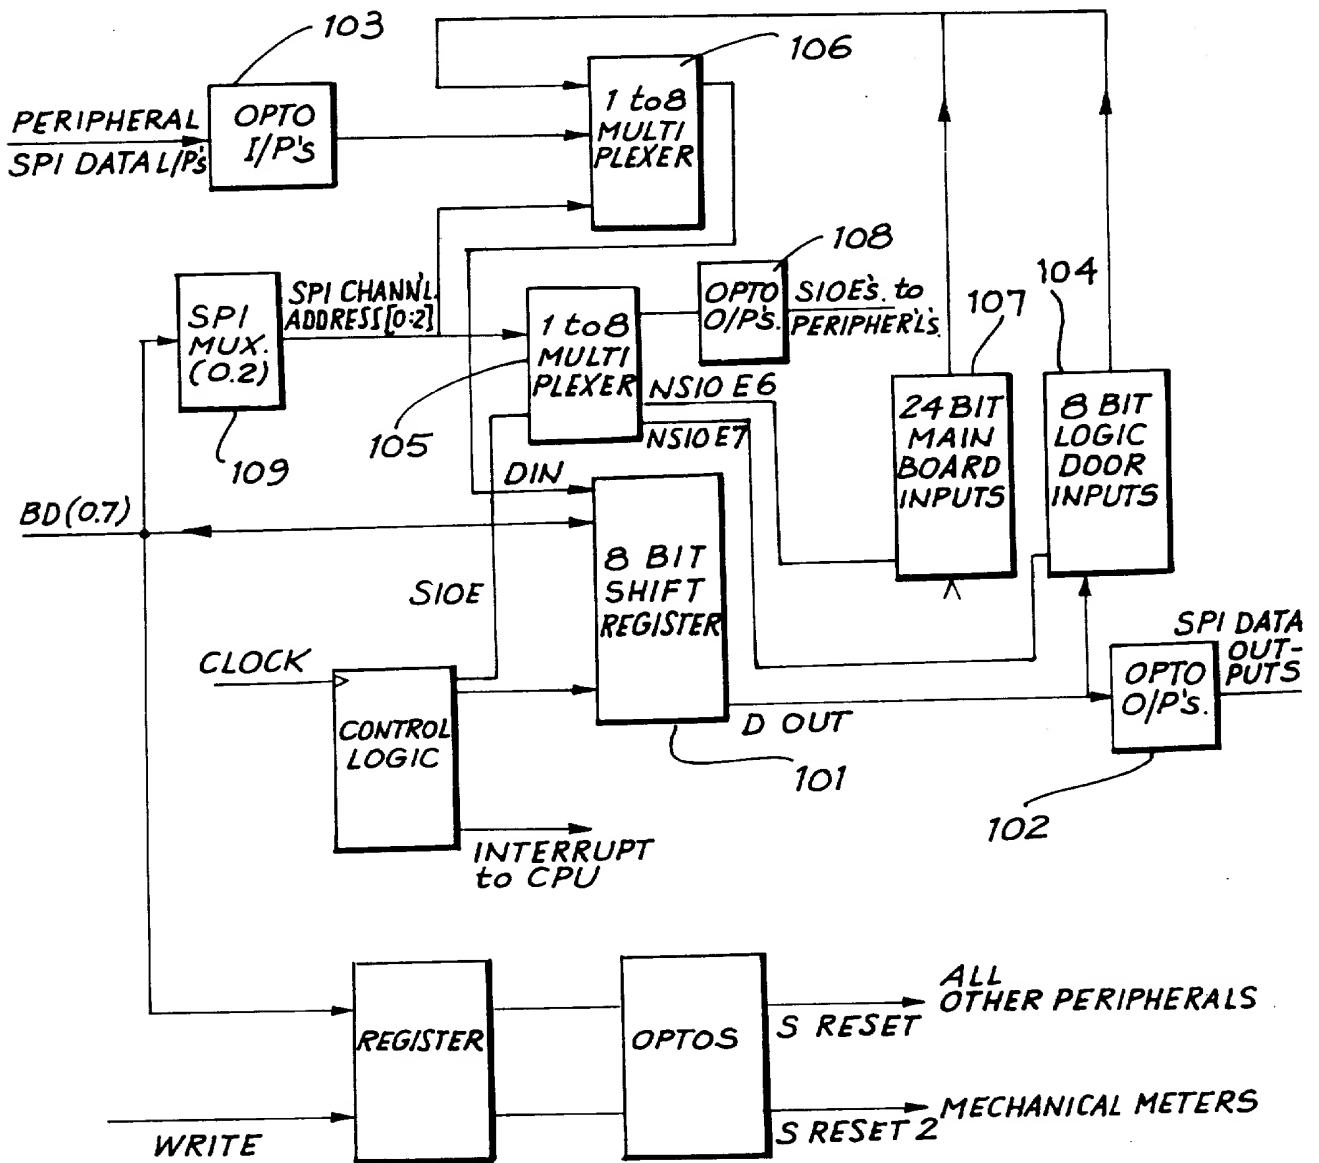 103
106
PERIPHERAL
SPI DATA L/P's
OPTO
I/P's
1 to 8
MULTI
PLEXER
108
104
107
SPI
MUX.
(0.2)
SPI CHANN'L.
ADDRESS [0:2]
1 to 8
MULTI
PLEXER
OPTO
O/P's.
SIOE's. to
PERIPHER'L's.
NSIO E6
NSIO E7
24 BIT
MAIN
BOARD
INPUTS
8 BIT
LOGIC
DOOR
INPUTS
105
109
DIN
BD(0.7)
8 BIT
SHIFT
REGISTER
SIOE
CLOCK
CONTROL
LOGIC
D OUT
SPI DATA
OUT-
PUTS
OPTO
O/P's.
101
102
INTERRUPT
to CPU
REGISTER
OPTOS
ALL
OTHER PERIPHERALS
S RESET
MECHANICAL METERS
S RESET 2
WRITE